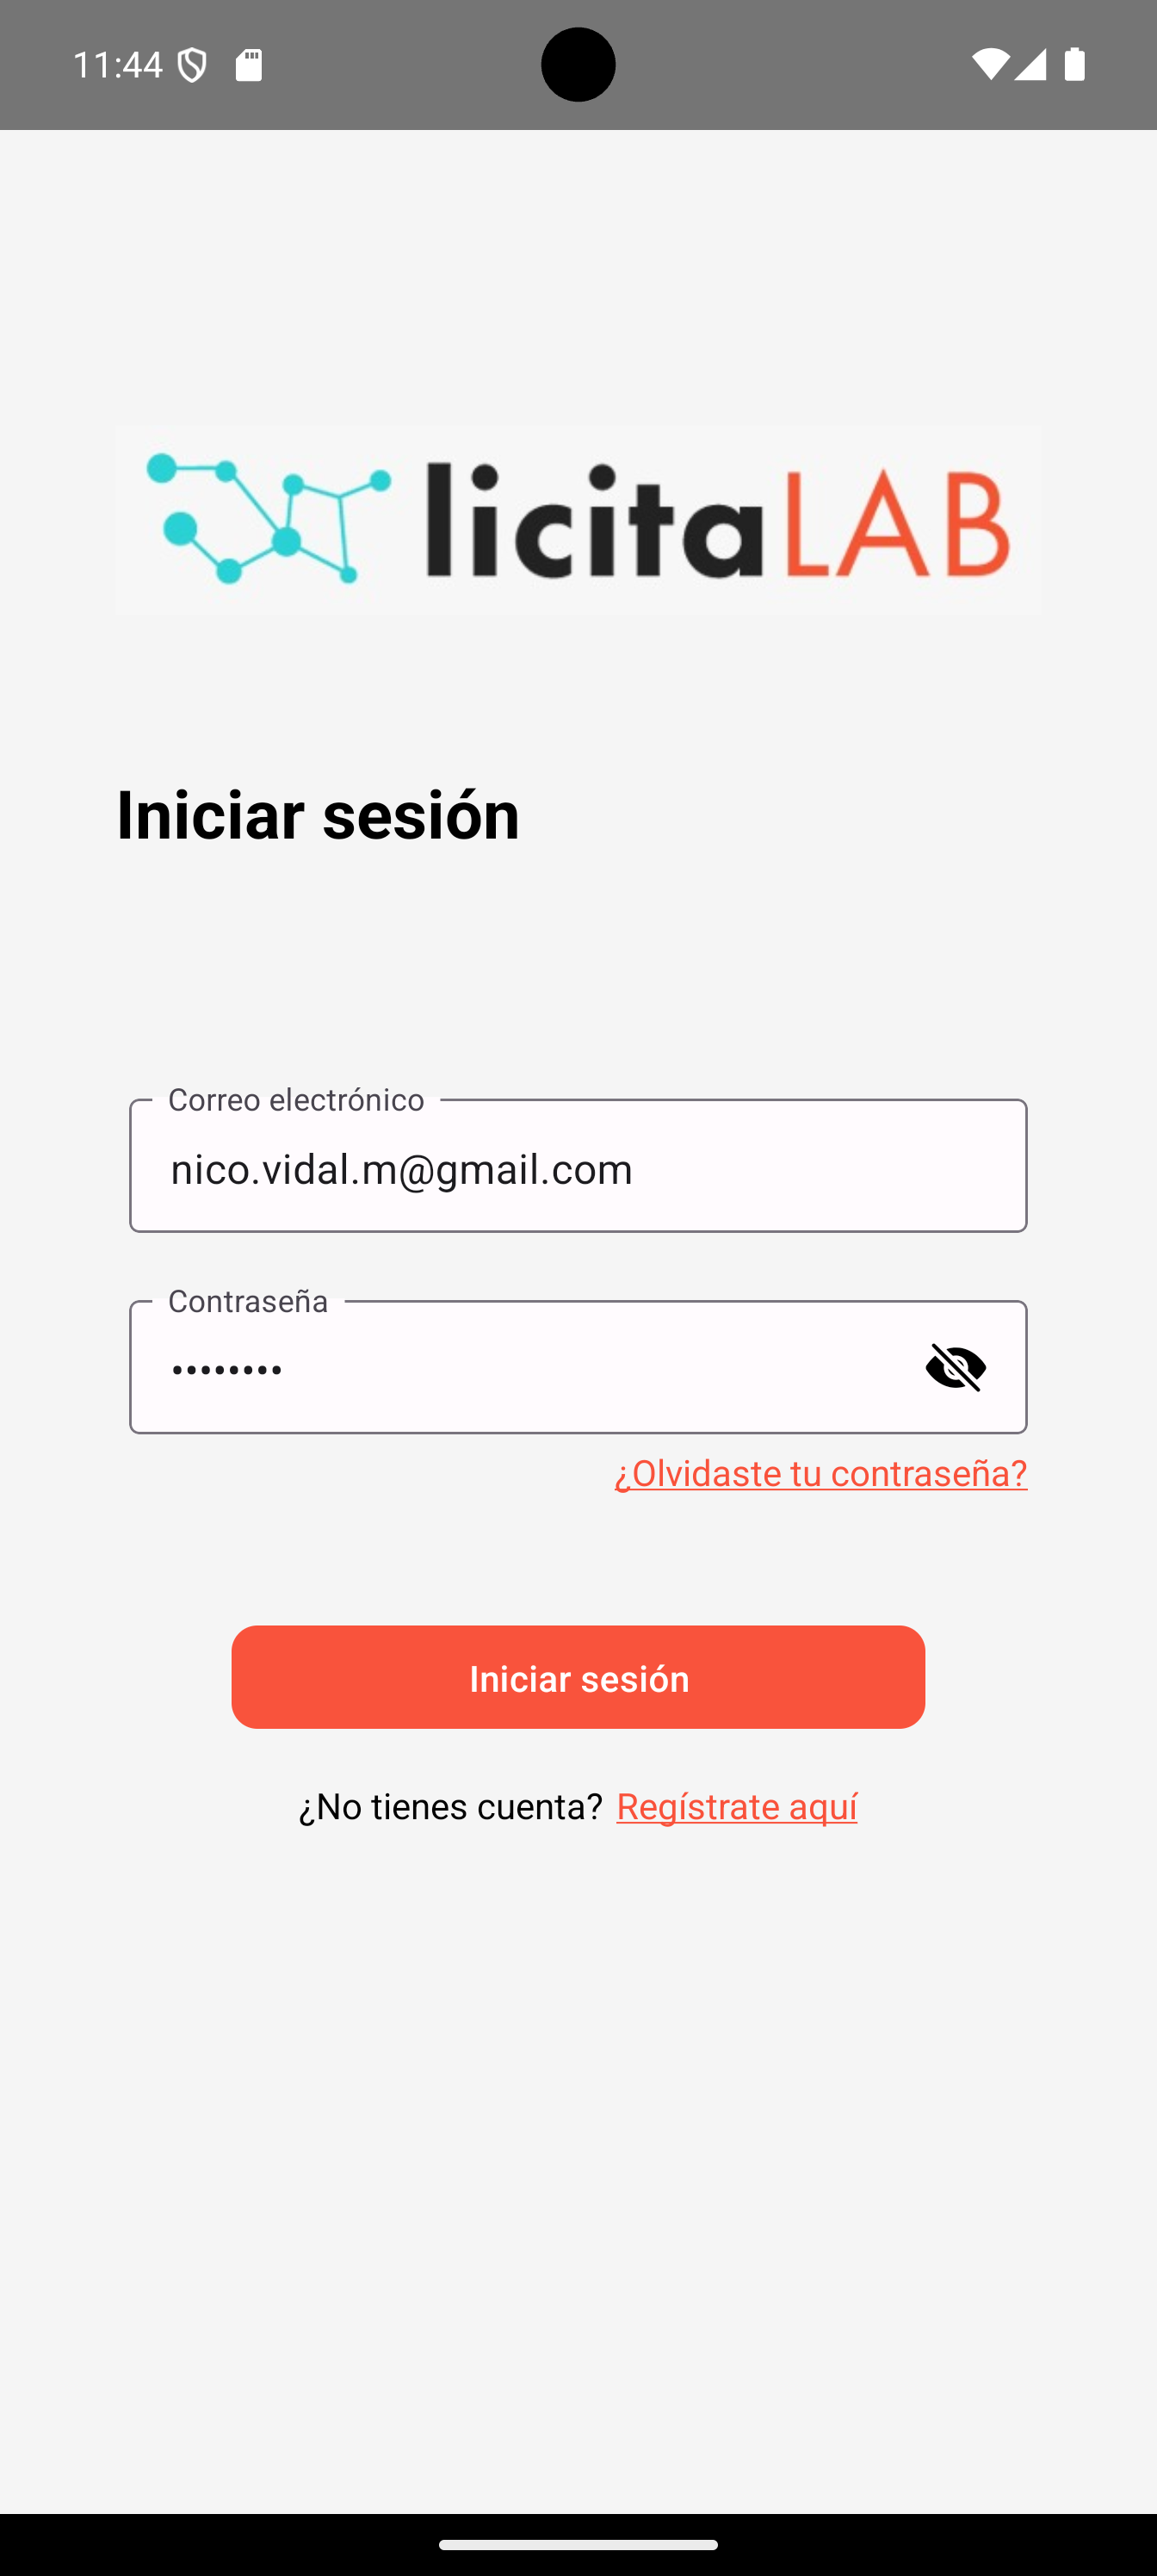 11:44
licitaLAB
Iniciar sesión
Correo electrónico
nico.vidal.m@gmail.com
Contraseña
••••••••
¿Olvidaste tu contraseña?
Iniciar sesión
¿No tienes cuenta? Regístrate aquí